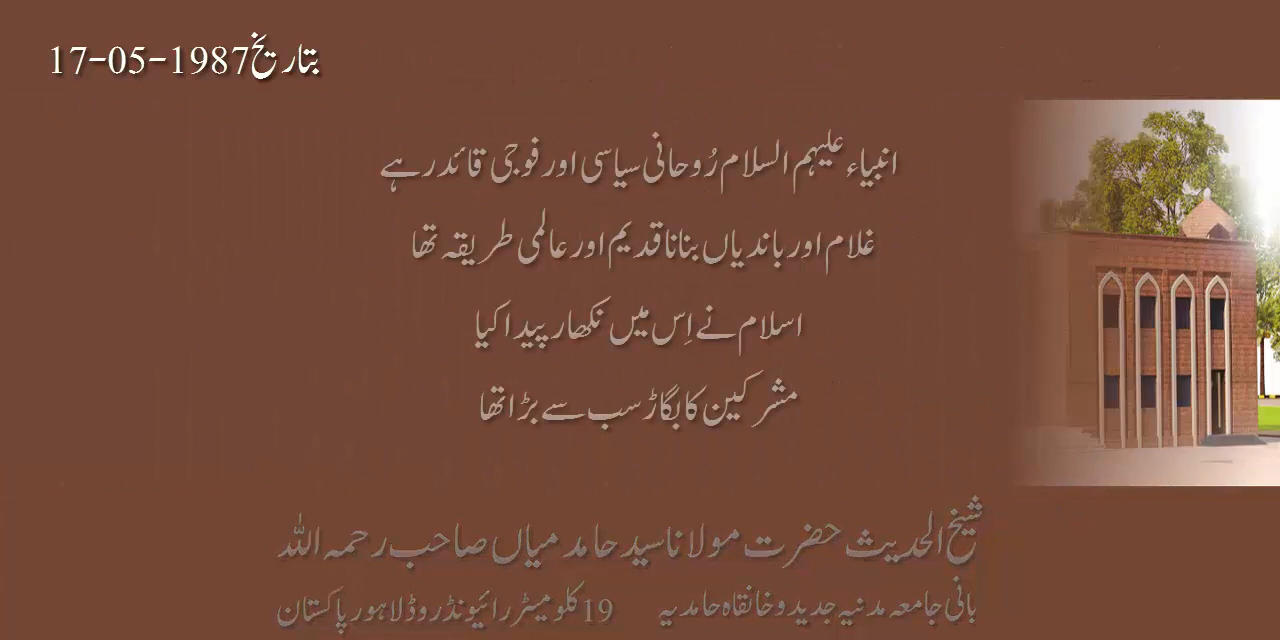 بتاریخ 17-05-1987
انبیاء علیہم السلام رُوحانی سیاسی اور فوجی قائد رہے
غلام اور باندیاں بنانا قدیم اور عالمی طریقہ تھا
اسلام نے اِس میں نکھار پیدا کیا
مشرکین کا بگاڑ سب سے بڑا تھا
شیخ الحدیث حضرت مولانا سید حامد میاں صاحب رحمہ اللہ
بانی جامعہ مدنیہ جدید و خانقاہ حامدیہ 19 کلومیٹر رائیونڈ روڈ لاہور پاکستان